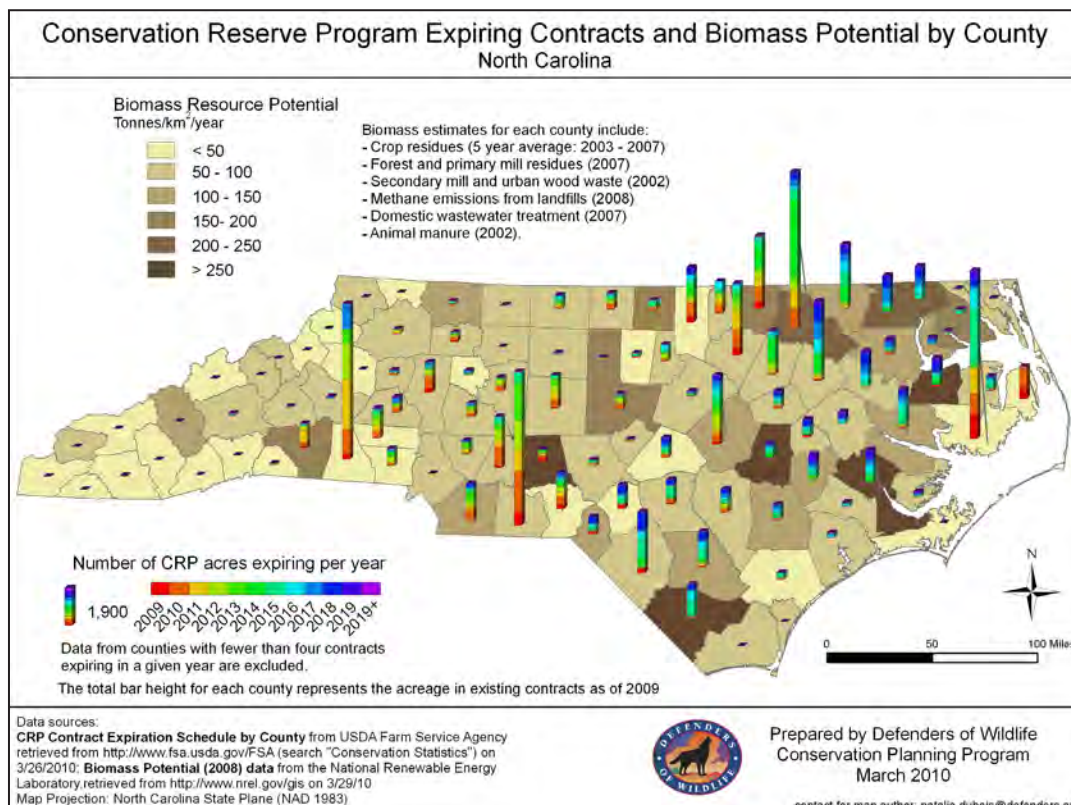 Conservation Reserve Program Expiring Contracts and Biomass Potential by County
North Carolina
Biomass Resource Potential
Tonnes/km²/year
< 50
50 - 100
100 - 150
150- 200
200 - 250
> 250
Biomass estimates for each county include:
- Crop residues (5 year average: 2003 - 2007)
- Forest and primary mill residues (2007)
- Secondary mill and urban wood waste (2002)
- Methane emissions from landfills (2008)
- Domestic wastewater treatment (2007)
- Animal manure (2002).
Number of CRP acres expiring per year
1,900
2009
2010
2011
2012
2013
2014
2015
2016
2017
2018
2019
2019+
Data from counties with fewer than four contracts
expiring in a given year are excluded.
The total bar height for each county represents the acreage in existing contracts as of 2009
N
0 50 100 Miles
Data sources:
CRP Contract Expiration Schedule by County from USDA Farm Service Agency
retrieved from http://www.fsa.usda.gov/FSA (search "Conservation Statistics") on
3/26/2010; Biomass Potential (2008) data from the National Renewable Energy
Laboratory,retrieved from http://www.nrel.gov/gis on 3/29/10
Map Projection: North Carolina State Plane (NAD 1983)
DEFENDERS
OF WILDLIFE
Prepared by Defenders of Wildlife
Conservation Planning Program
March 2010
contact for map author: